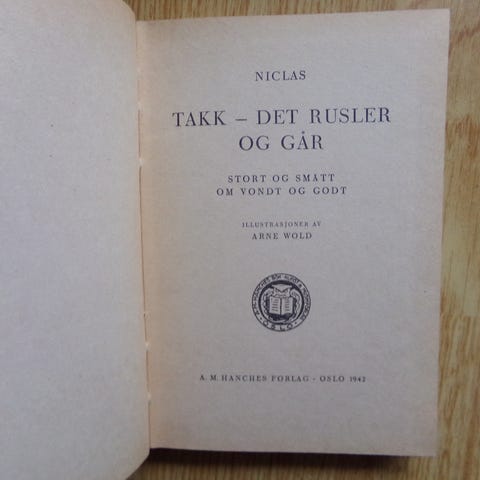 NICLAS
TAKK – DET RUSLER
OG GÅR
STORT OG SMÅTT
OM VONDT OG GODT
ILLUSTRASJONER AV
ARNE WOLD
OSLO
A. M. HANCHES FORLAG · OSLO 1942